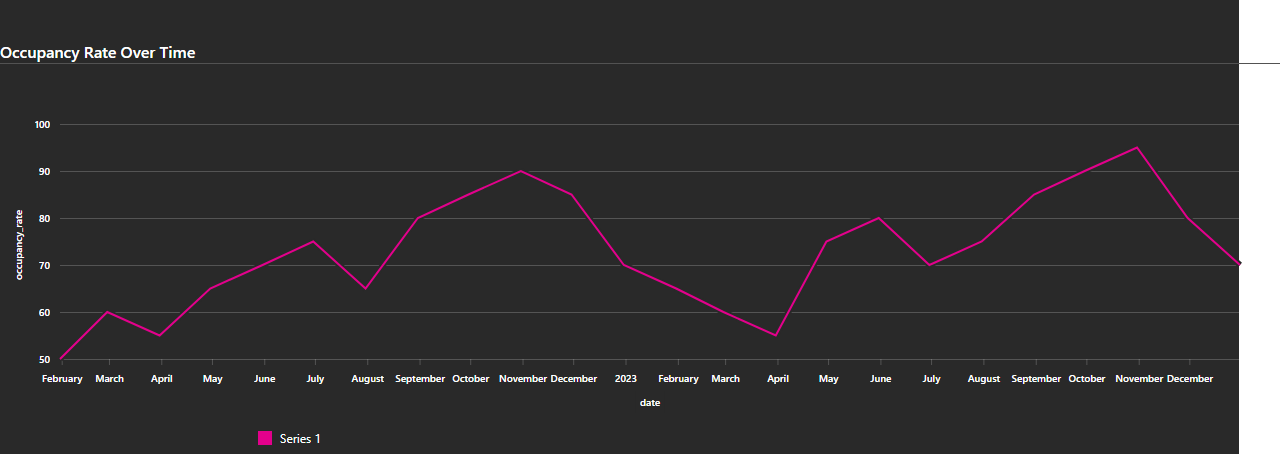 Occupancy Rate Over Time
100
90
80
70
60
50
occupancy_rate
February March April May June July August September October November December 2023 February March April May June July August September October November December
date
Series 1